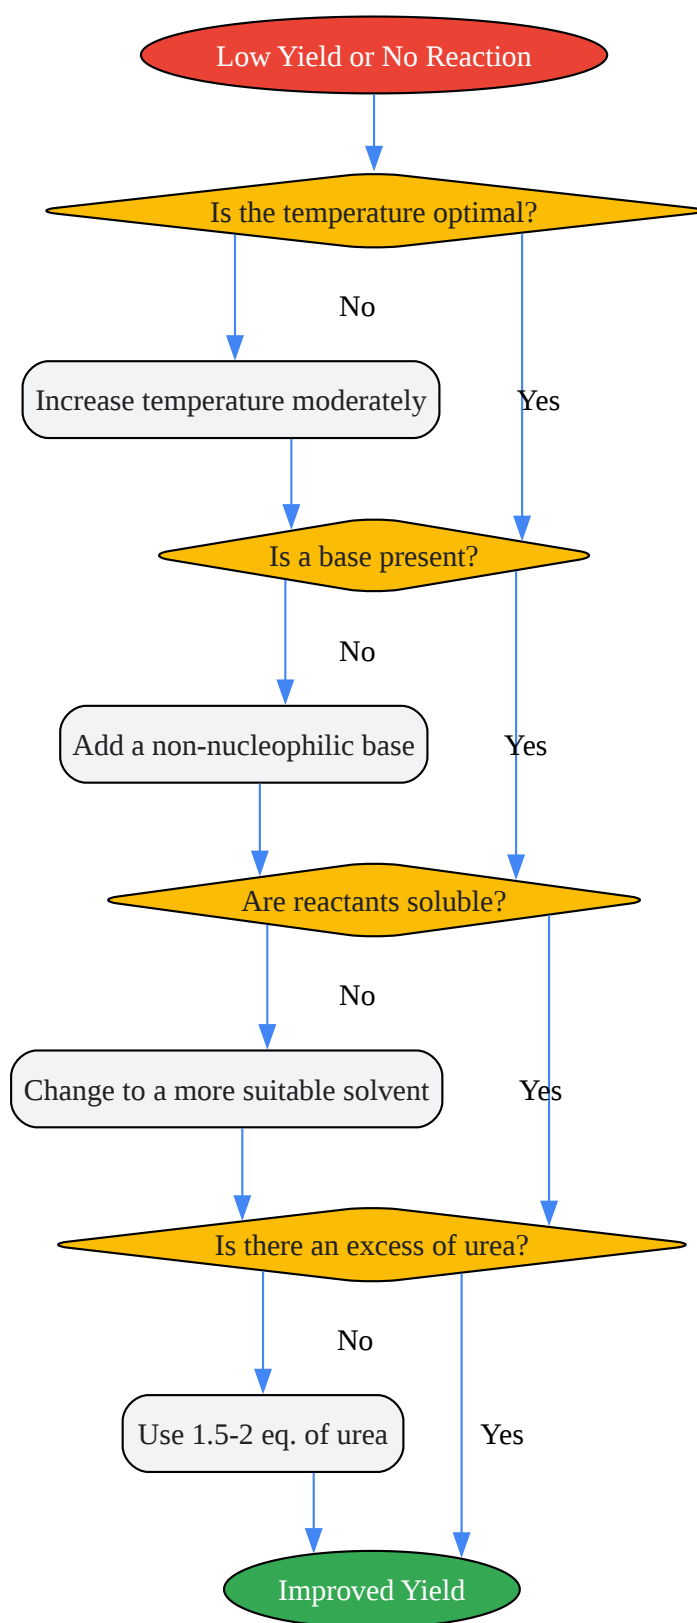 Low Yield or No Reaction
Is the temperature optimal?
No
Increase temperature moderately
Yes
Is a base present?
No
Add a non-nucleophilic base
Yes
Are reactants soluble?
No
Change to a more suitable solvent
Yes
Is there an excess of urea?
No
Use 1.5-2 eq. of urea
Yes
Improved Yield